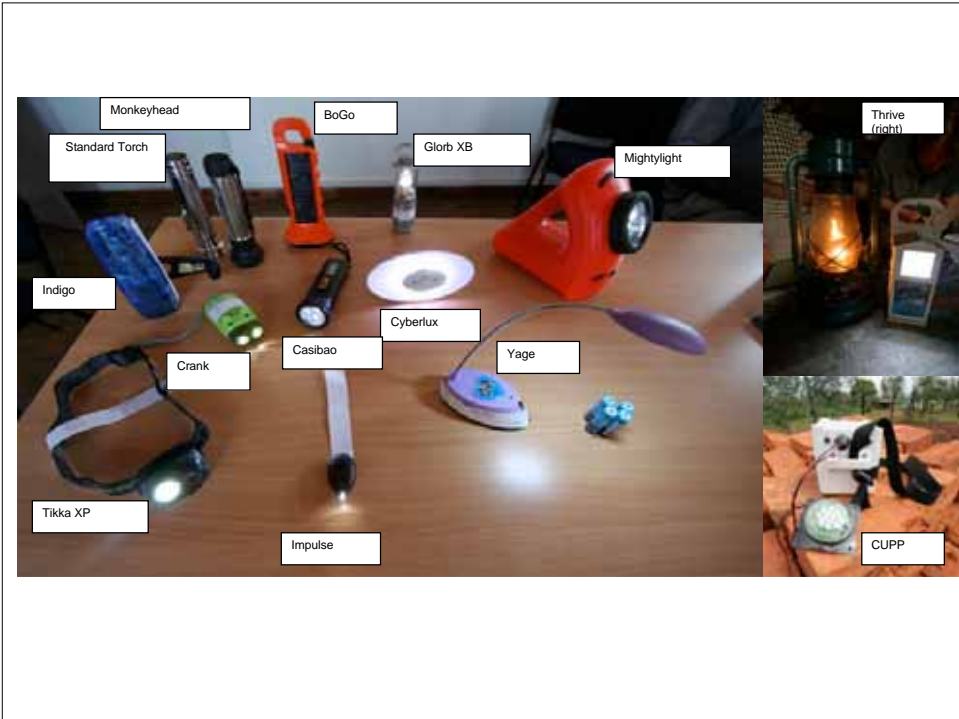 Monkeyhead
BoGo
Thrive
(right)
Standard Torch
Glorb XB
Mightylight
Indigo
Cyberlux
Casibao
Yage
Crank
Tikka XP
Impulse
CUPP